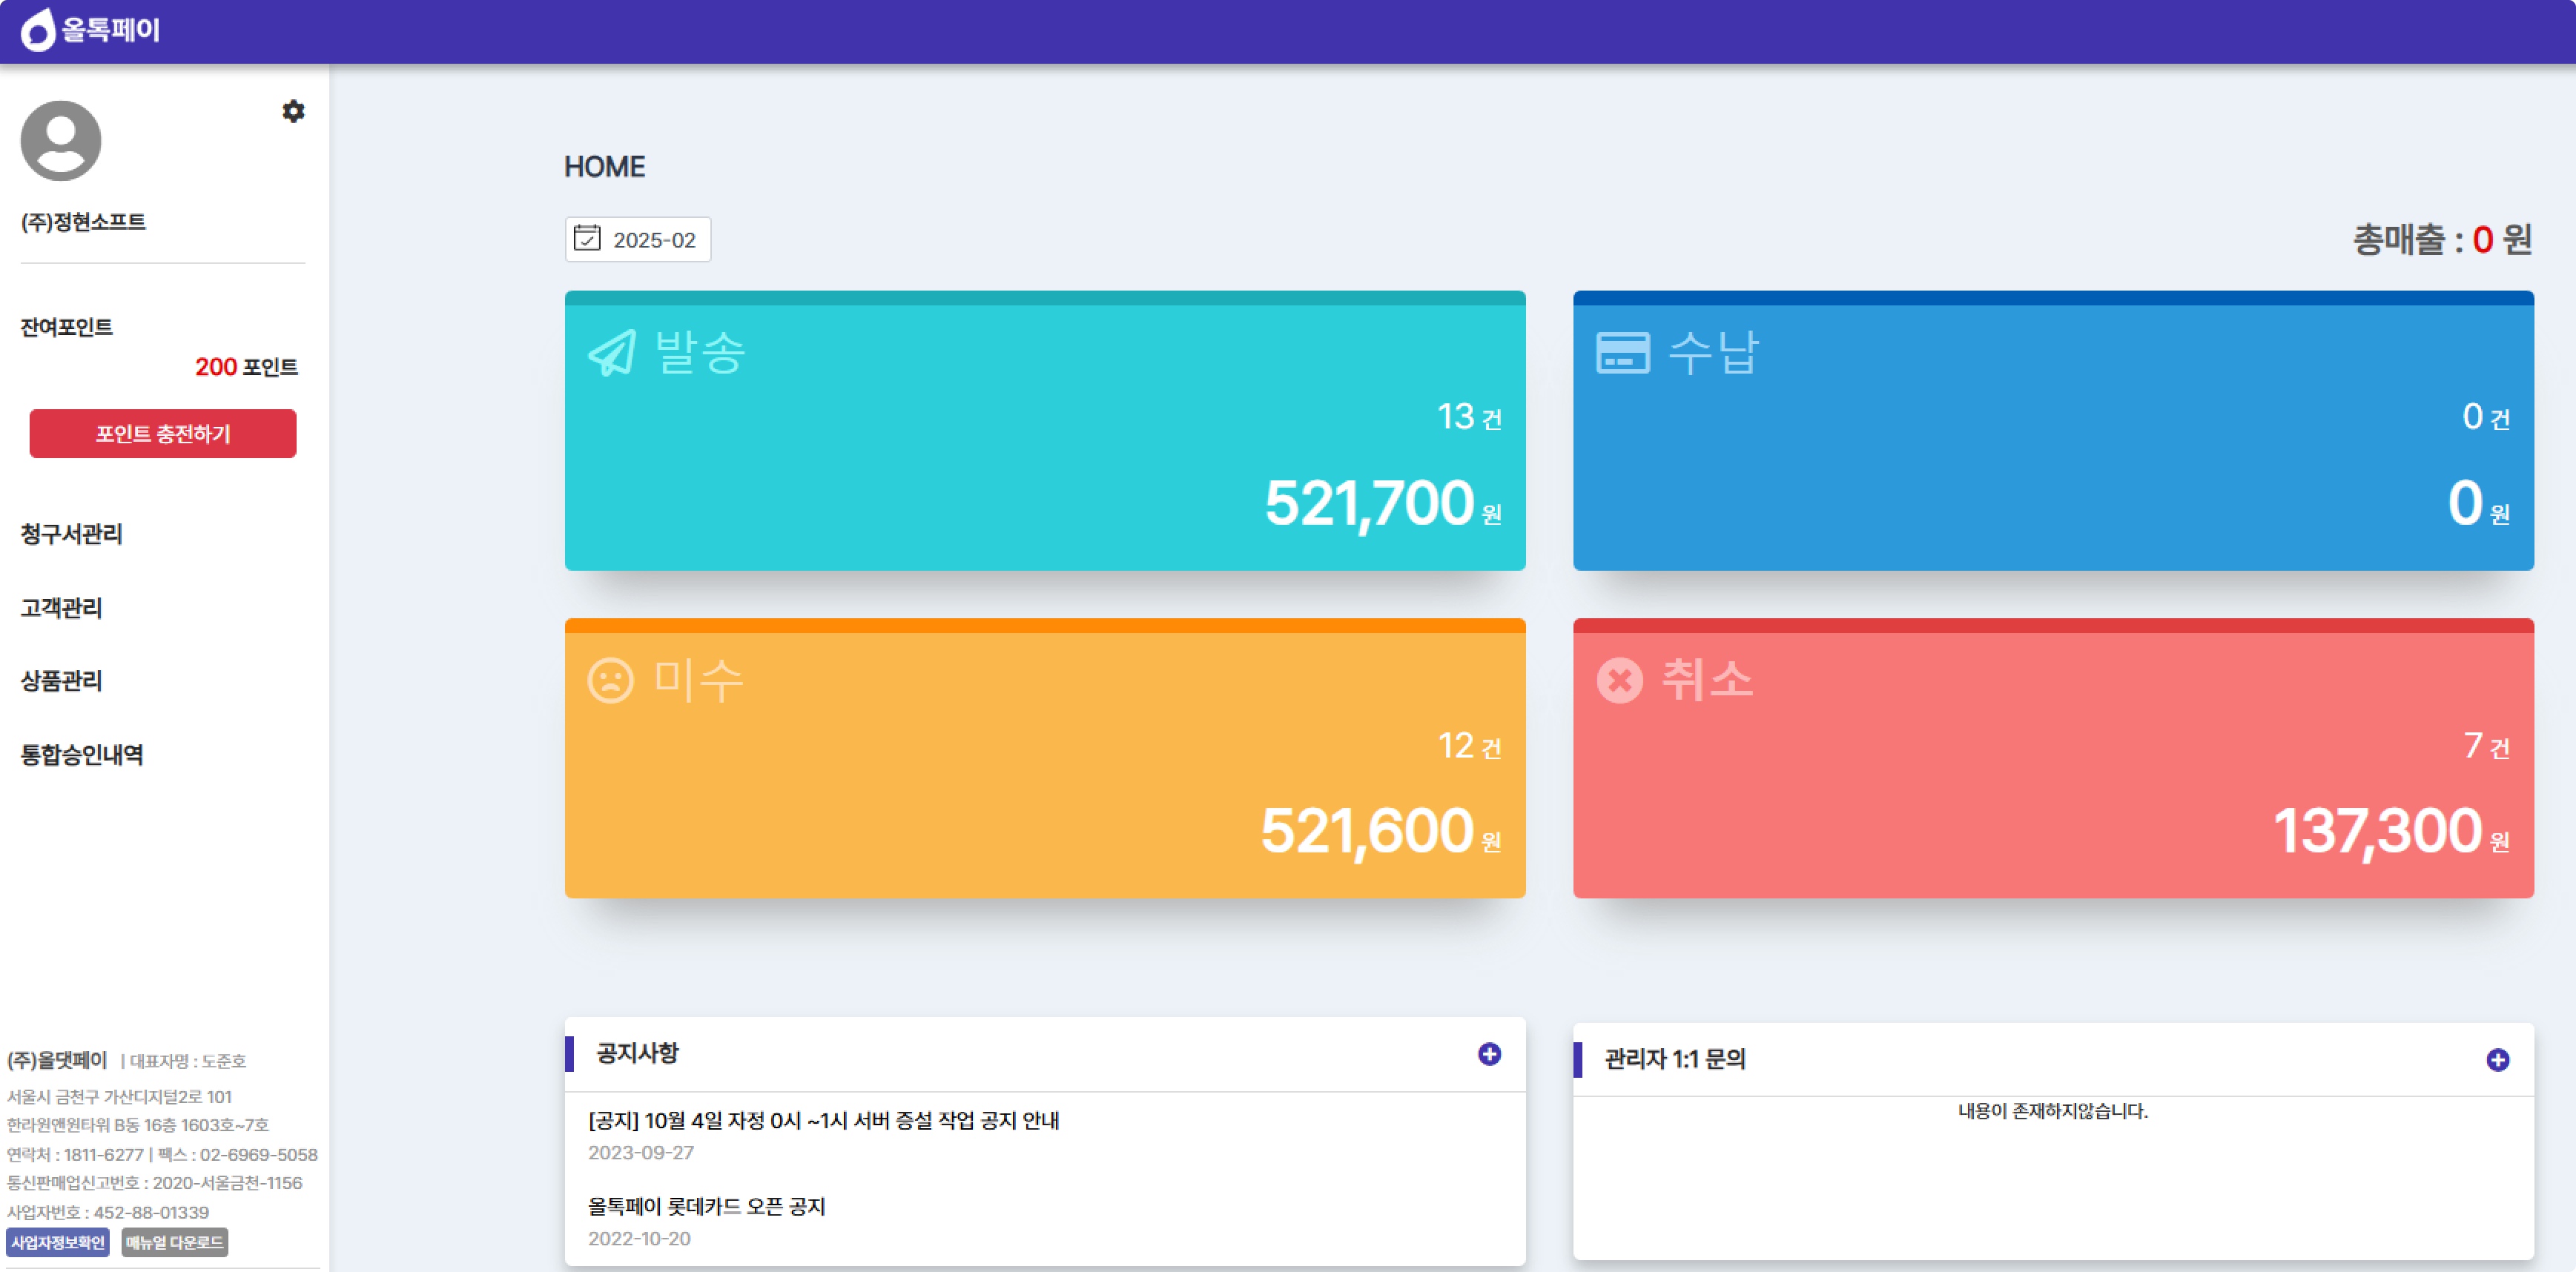 올톡페이
(주)정현소프트
잔여포인트
200 포인트
포인트 충전하기
청구서관리
고객관리
상품관리
통합승인내역
(주)올댓페이 | 대표자명 : 도준호
서울시 금천구 가산디지털2로 101
한라원앤원타워 B동 16층 1603호~7호
연락처 : 1811-6277 | 팩스 : 02-6969-5058
통신판매업신고번호 : 2020-서울금천-1156
사업자번호 : 452-88-01339
사업자정보확인 매뉴얼 다운로드
HOME
2025-02
총매출 : 0 원
발송
13 건
521,700 원
수납
0 건
0 원
미수
12 건
521,600 원
취소
7 건
137,300 원
공지사항
[공지] 10월 4일 자정 0시 ~1시 서버 증설 작업 공지 안내
2023-09-27
올톡페이 롯데카드 오픈 공지
2022-10-20
관리자 1:1 문의
내용이 존재하지않습니다.